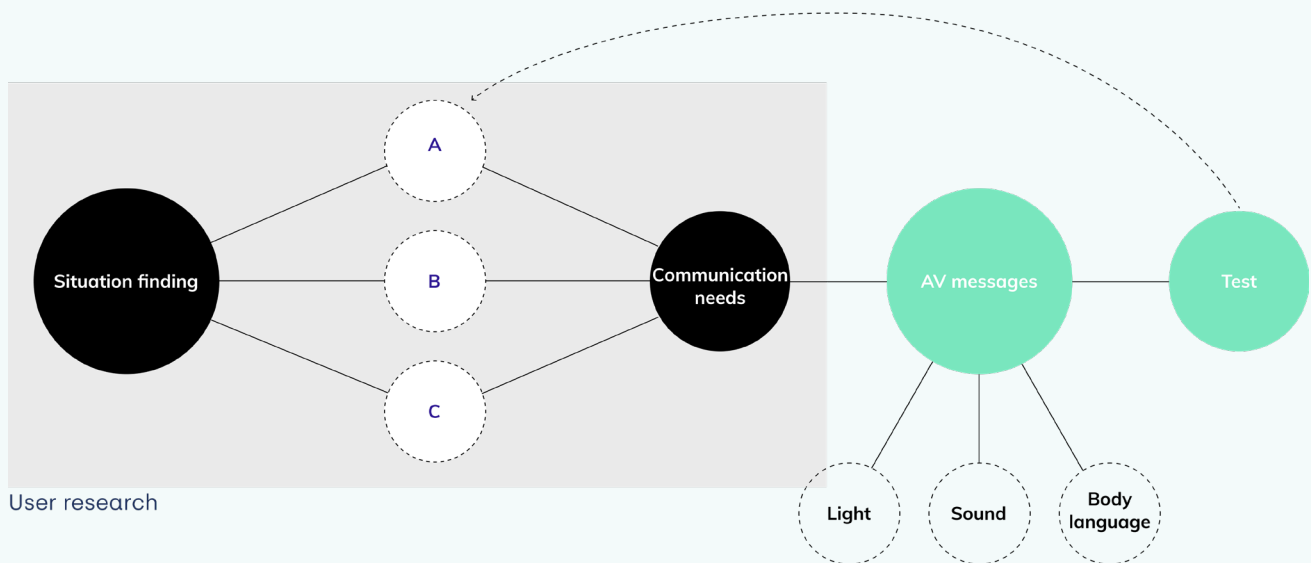 A
Situation finding
B
Communication
needs
AV messages
Test
C
User research
Light
Sound
Body
language